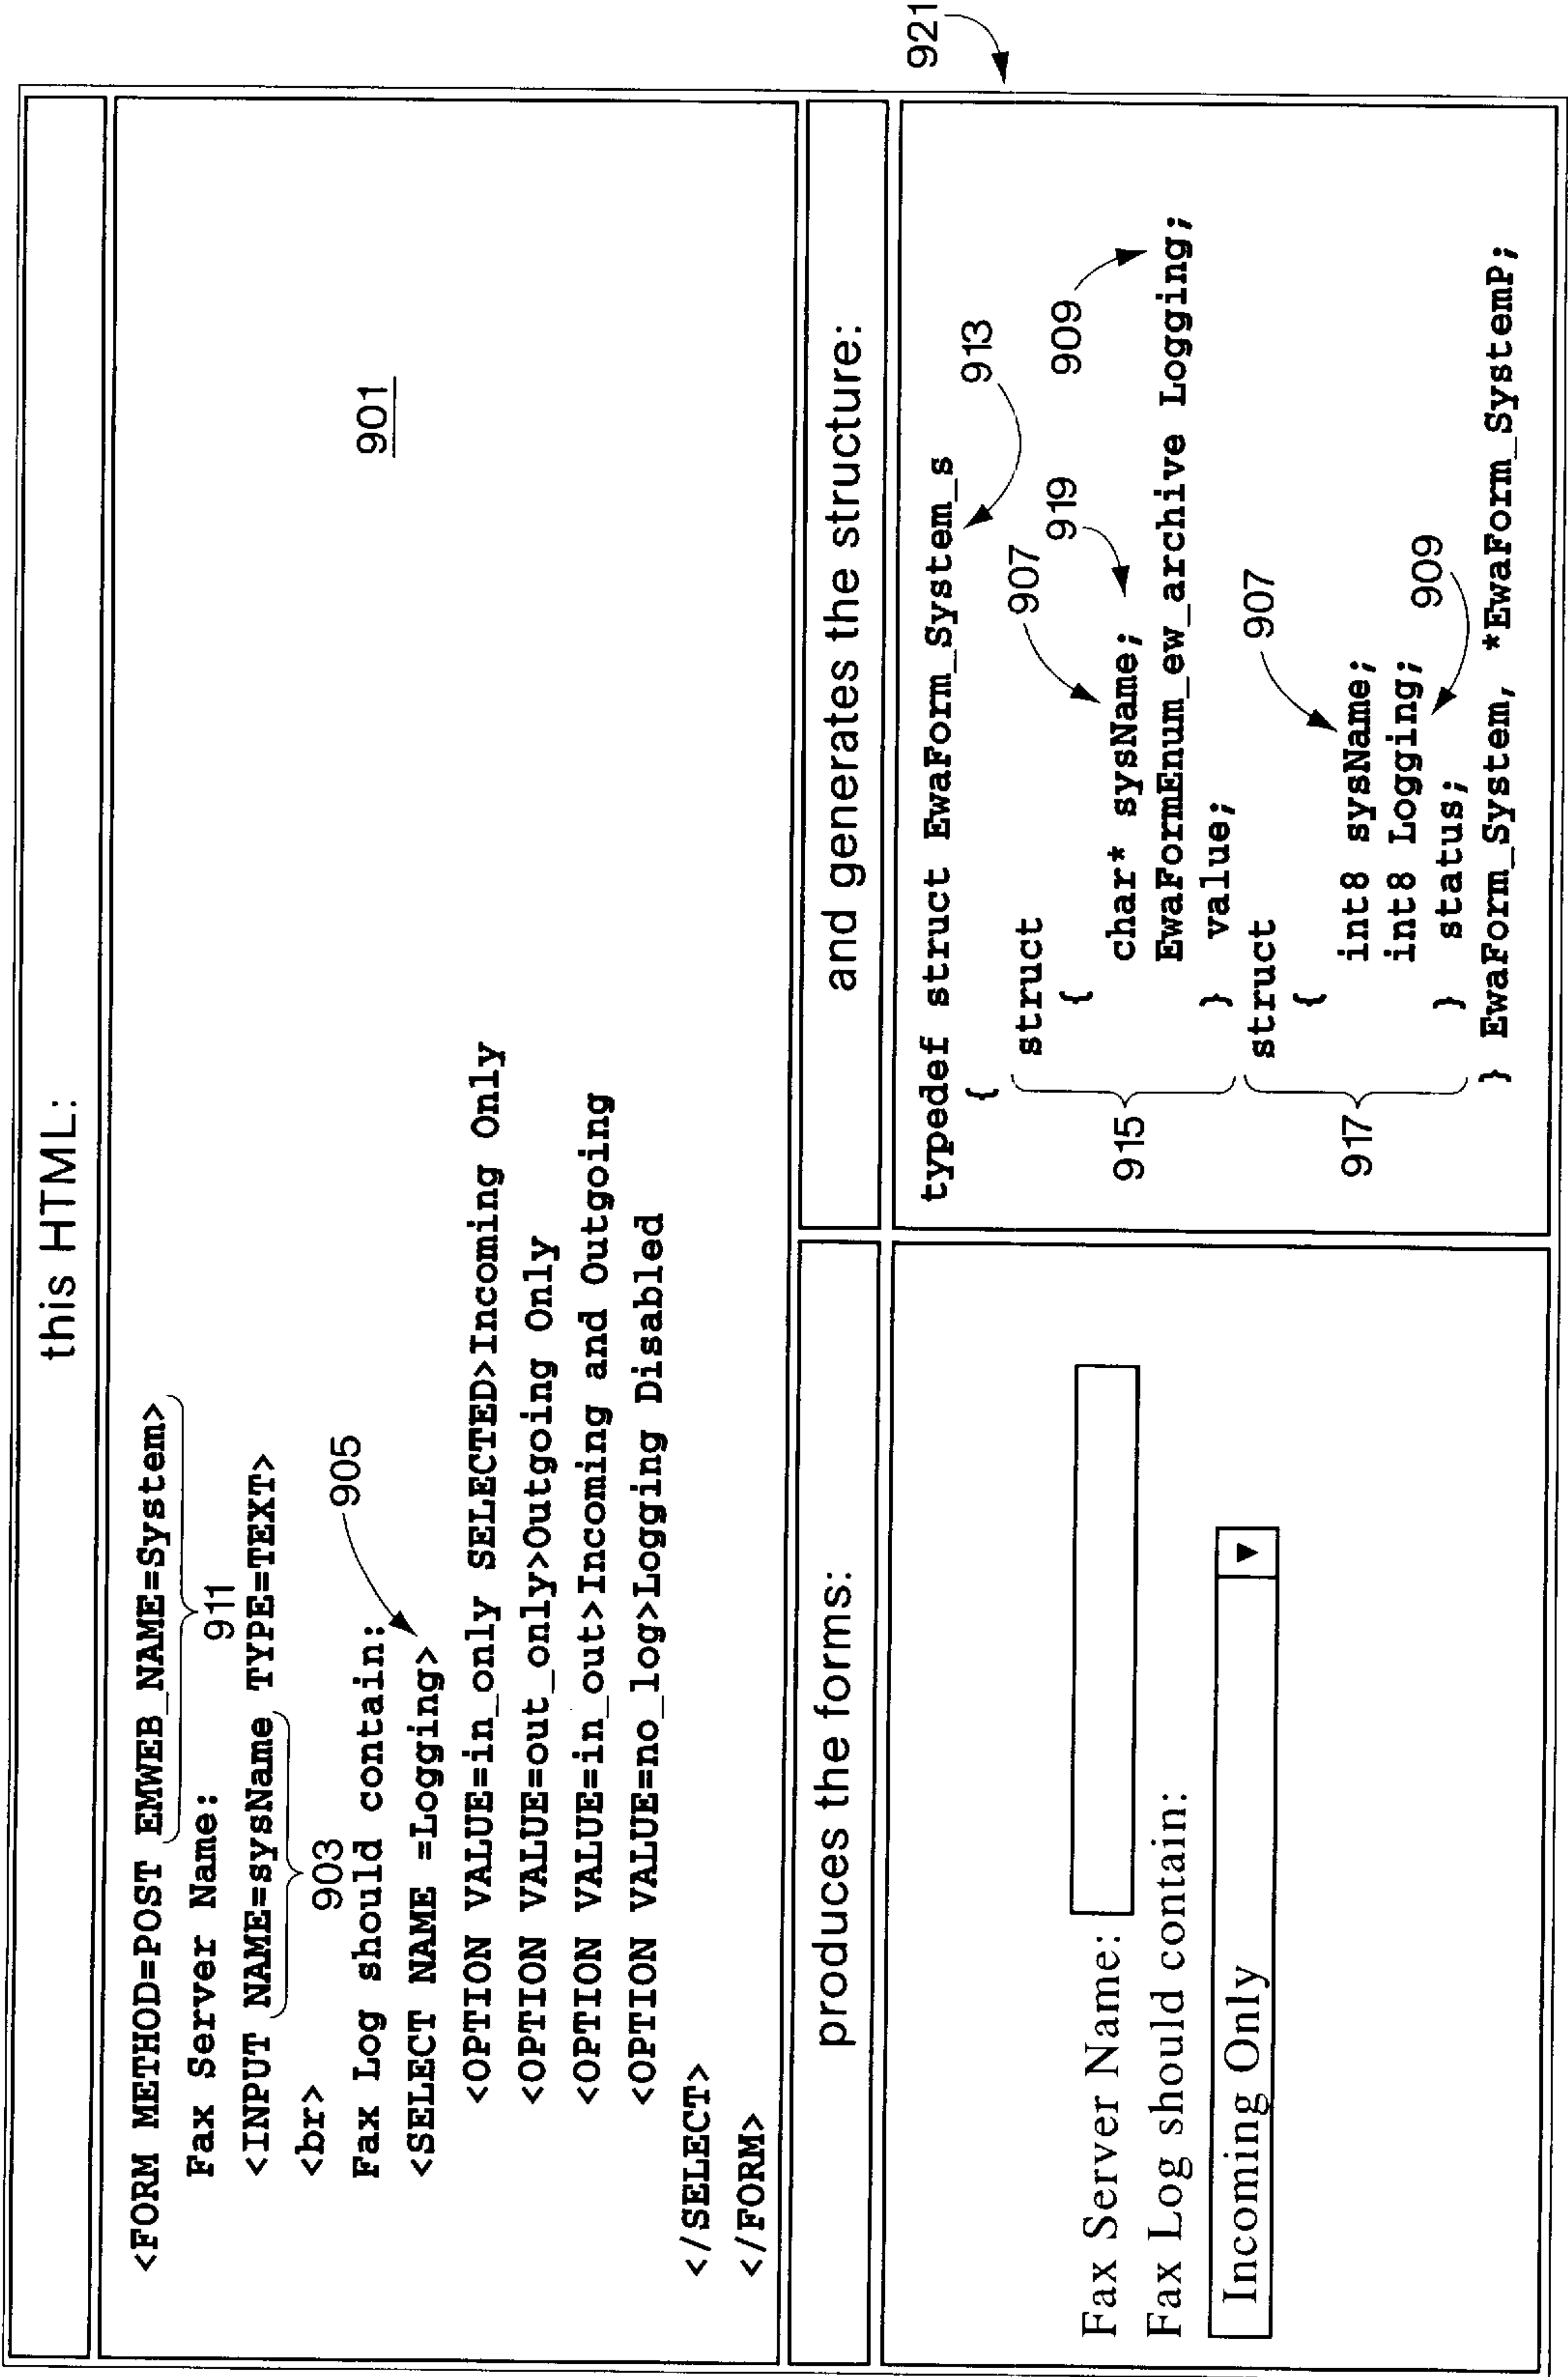 this HTML:
<FORM METHOD=POST EMWEB_NAME=System>
911
Fax Server Name:
<INPUT NAME=sysName TYPE=TEXT>
903
<br>
905
Fax Log should contain:
<SELECT NAME =Logging>
901
<OPTION VALUE=in_only SELECTED>Incoming Only
<OPTION VALUE=out_only>Outgoing Only
<OPTION VALUE=in_out>Incoming and Outgoing
<OPTION VALUE=no_log>Logging Disabled
</SELECT>
</FORM>
produces the forms:
Fax Server Name:
Fax Log should contain:
Incoming Only ▼
and generates the structure:
921
typedef struct EwaForm_System_s
913
{
struct
907
919
909
{
char* sysName;
EwaFormEnum_ew_archive Logging;
} value;
915
struct
907
{
int8 sysName;
int8 Logging;
909
} status;
917
} EwaForm_System, *EwaForm_SystemP;